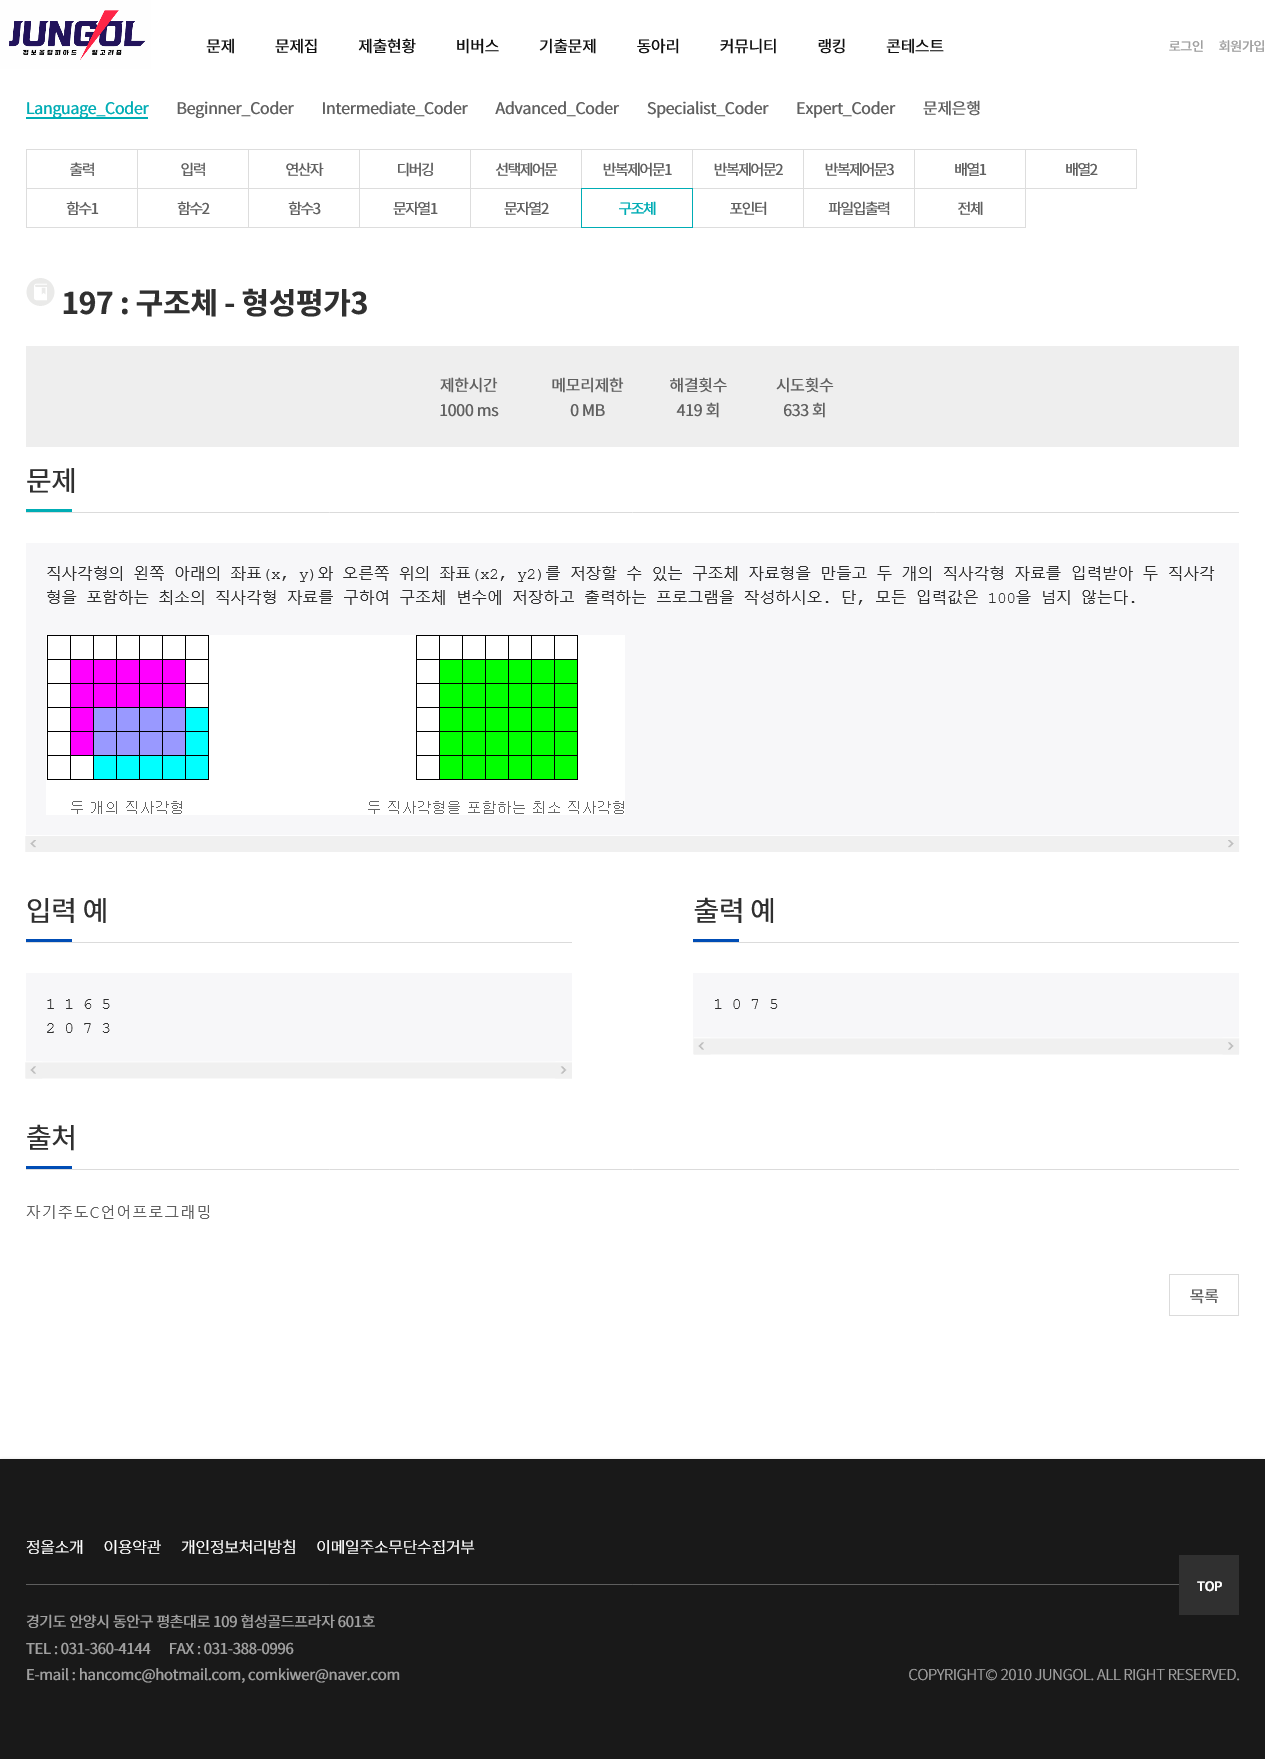 JUNGOL
정보올림피아드 알고리즘
문제 문제집 제출현황 비버스 기출문제 동아리 커뮤니티 랭킹 콘테스트 로그인 회원가입
Language_Coder Beginner_Coder Intermediate_Coder Advanced_Coder Specialist_Coder Expert_Coder 문제은행
출력 입력 연산자 디버깅 선택제어문 반복제어문1 반복제어문2 반복제어문3 배열1 배열2
함수1 함수2 함수3 문자열1 문자열2 구조체 포인터 파일입출력 전체
197 : 구조체 - 형성평가3
제한시간 메모리제한 해결횟수 시도횟수
1000 ms 0 MB 419 회 633 회
문제
직사각형의 왼쪽 아래의 좌표(x, y)와 오른쪽 위의 좌표(x2, y2)를 저장할 수 있는 구조체 자료형을 만들고 두 개의 직사각형 자료를 입력받아 두 직사각
형을 포함하는 최소의 직사각형 자료를 구하여 구조체 변수에 저장하고 출력하는 프로그램을 작성하시오. 단, 모든 입력값은 100을 넘지 않는다.
두 개의 직사각형 두 직사각형을 포함하는 최소 직사각형
입력 예
1 1 6 5
2 0 7 3
출력 예
1 0 7 5
출처
자기주도C언어프로그래밍
목록
정올소개 이용약관 개인정보처리방침 이메일주소무단수집거부
TOP
경기도 안양시 동안구 평촌대로 109 협성골드프라자 601호
TEL : 031-360-4144 FAX : 031-388-0996
E-mail : hancomc@hotmail.com, comkiwer@naver.com COPYRIGHT© 2010 JUNGOL. ALL RIGHT RESERVED.